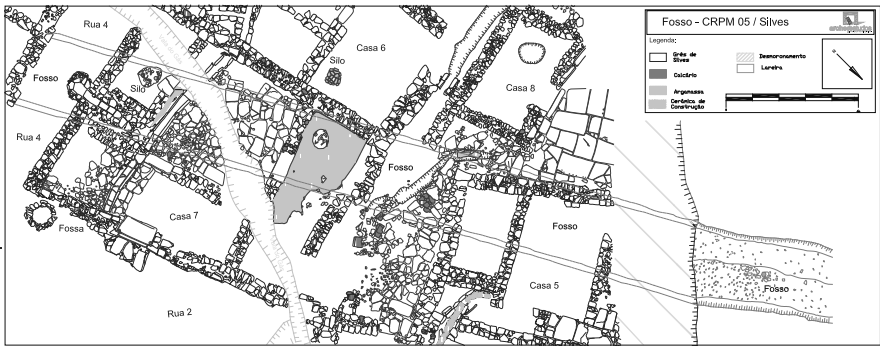 Rua 4
Casa 6
Silo
Fosso
Silo
Casa 8
Rua 4
Fosso
Casa 7
Fossa
Fosso
Casa 5
Rua 2
Fosso
Fosso - CRPM 05 / Silves
Legenda:
Grés de
Silves
Calcário
Argamassa
Cerâmica de
Construção
Desmoronamento
Lareira